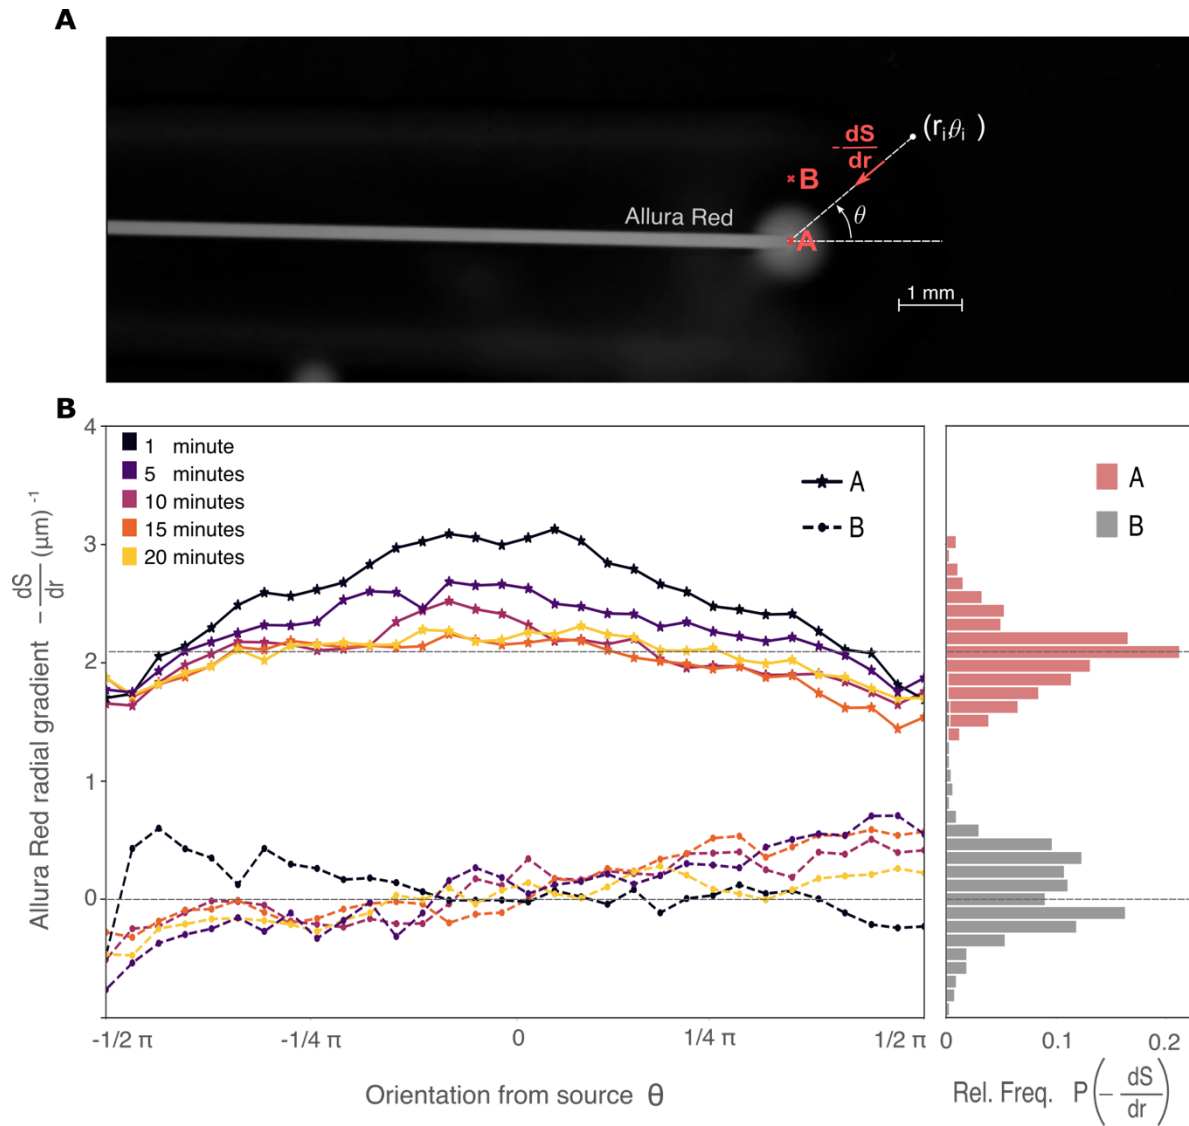 A
(rᵢ,θᵢ )
- dS/dr
B
Allura Red
θ
A
1 mm
B
4
3
2
1
0
1 minute
5 minutes
10 minutes
15 minutes
20 minutes
A
B
A
B
Allura Red radial gradient - dS/dr (μm) -1
-1/2 π
-1/4 π
0
1/4 π
1/2 π
0
0.1
0.2
Orientation from source θ
Rel. Freq. P(- dS/dr)